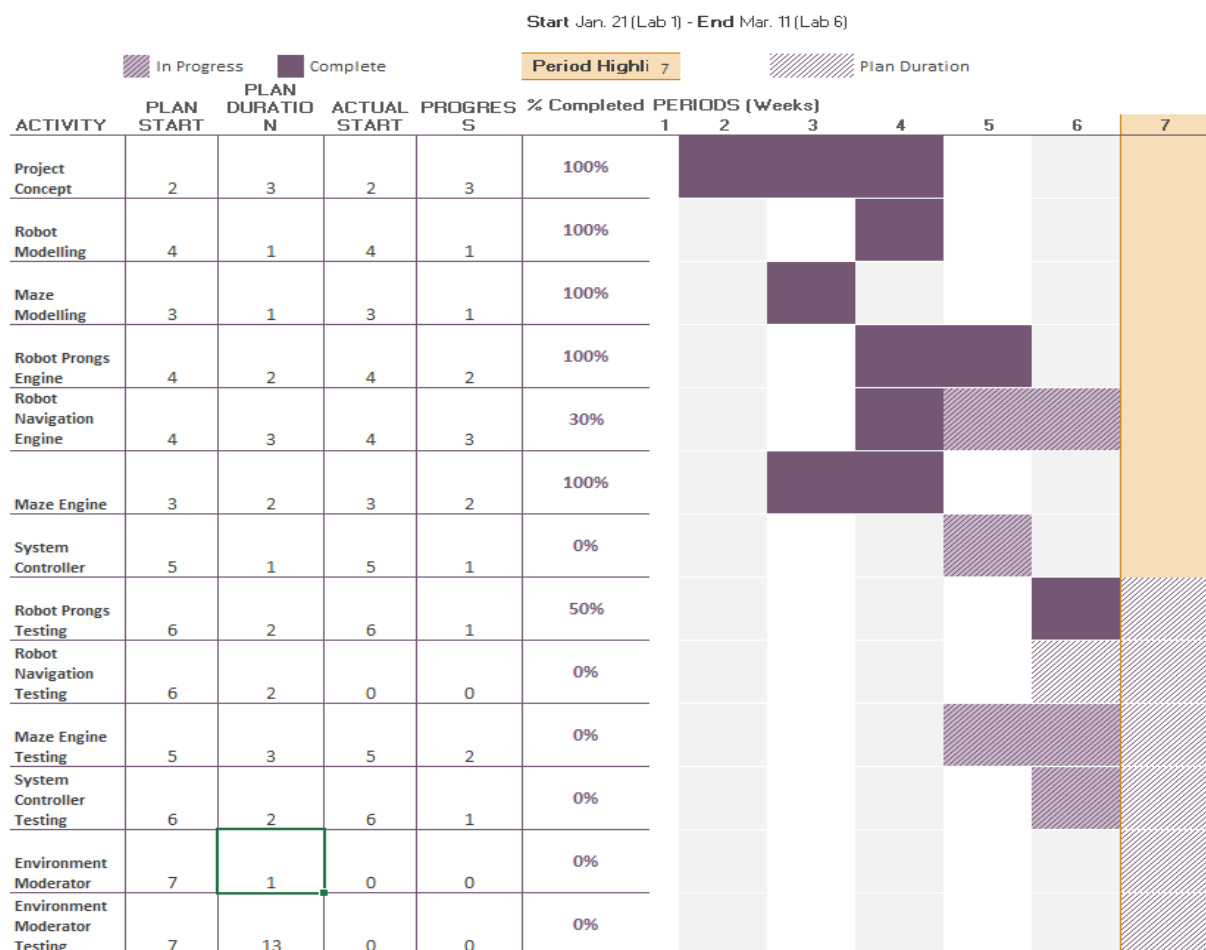 Start Jan. 21 (Lab 1) - End Mar. 11 (Lab 6)
In Progress Complete Period Highli 7 Plan Duration
PLAN
PLAN DURATIO ACTUAL PROGRES % Completed PERIODS (Weeks)
ACTIVITY START N START S 1 2 3 4 5 6 7
Project
Concept 2 3 2 3 100%
Robot
Modelling 4 1 4 1 100%
Maze
Modelling 3 1 3 1 100%
Robot Prongs
Engine 4 2 4 2 100%
Robot
Navigation
Engine 4 3 4 3 30%
Maze Engine 3 2 3 2 100%
System
Controller 5 1 5 1 0%
Robot Prongs
Testing 6 2 6 1 50%
Robot
Navigation
Testing 6 2 0 0 0%
Maze Engine
Testing 5 3 5 2 0%
System
Controller
Testing 6 2 6 1 0%
Environment
Moderator 7 1 0 0 0%
Environment
Moderator
Testing 7 13 0 0 0%